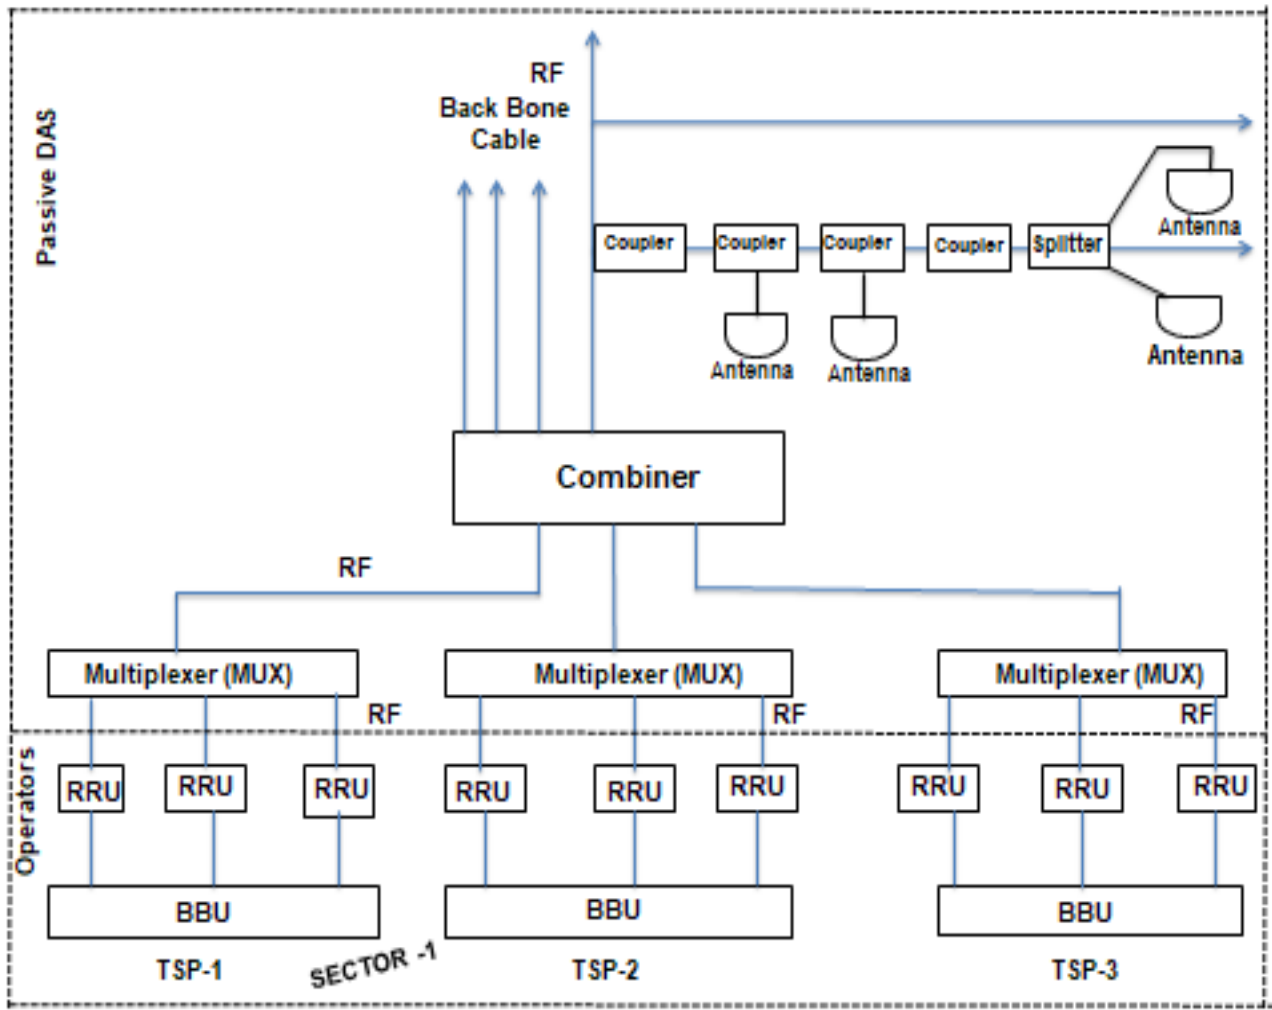 Passive DAS
RF
Back Bone
Cable
Coupler
Coupler
Coupler
Coupler
Splitter
Antenna
Antenna
Antenna
Antenna
Combiner
RF
Multiplexer (MUX)
Multiplexer (MUX)
Multiplexer (MUX)
RF
RF
RF
Operators
RRU
RRU
RRU
RRU
RRU
RRU
RRU
RRU
RRU
BBU
BBU
BBU
TSP-1
SECTOR -1
TSP-2
TSP-3